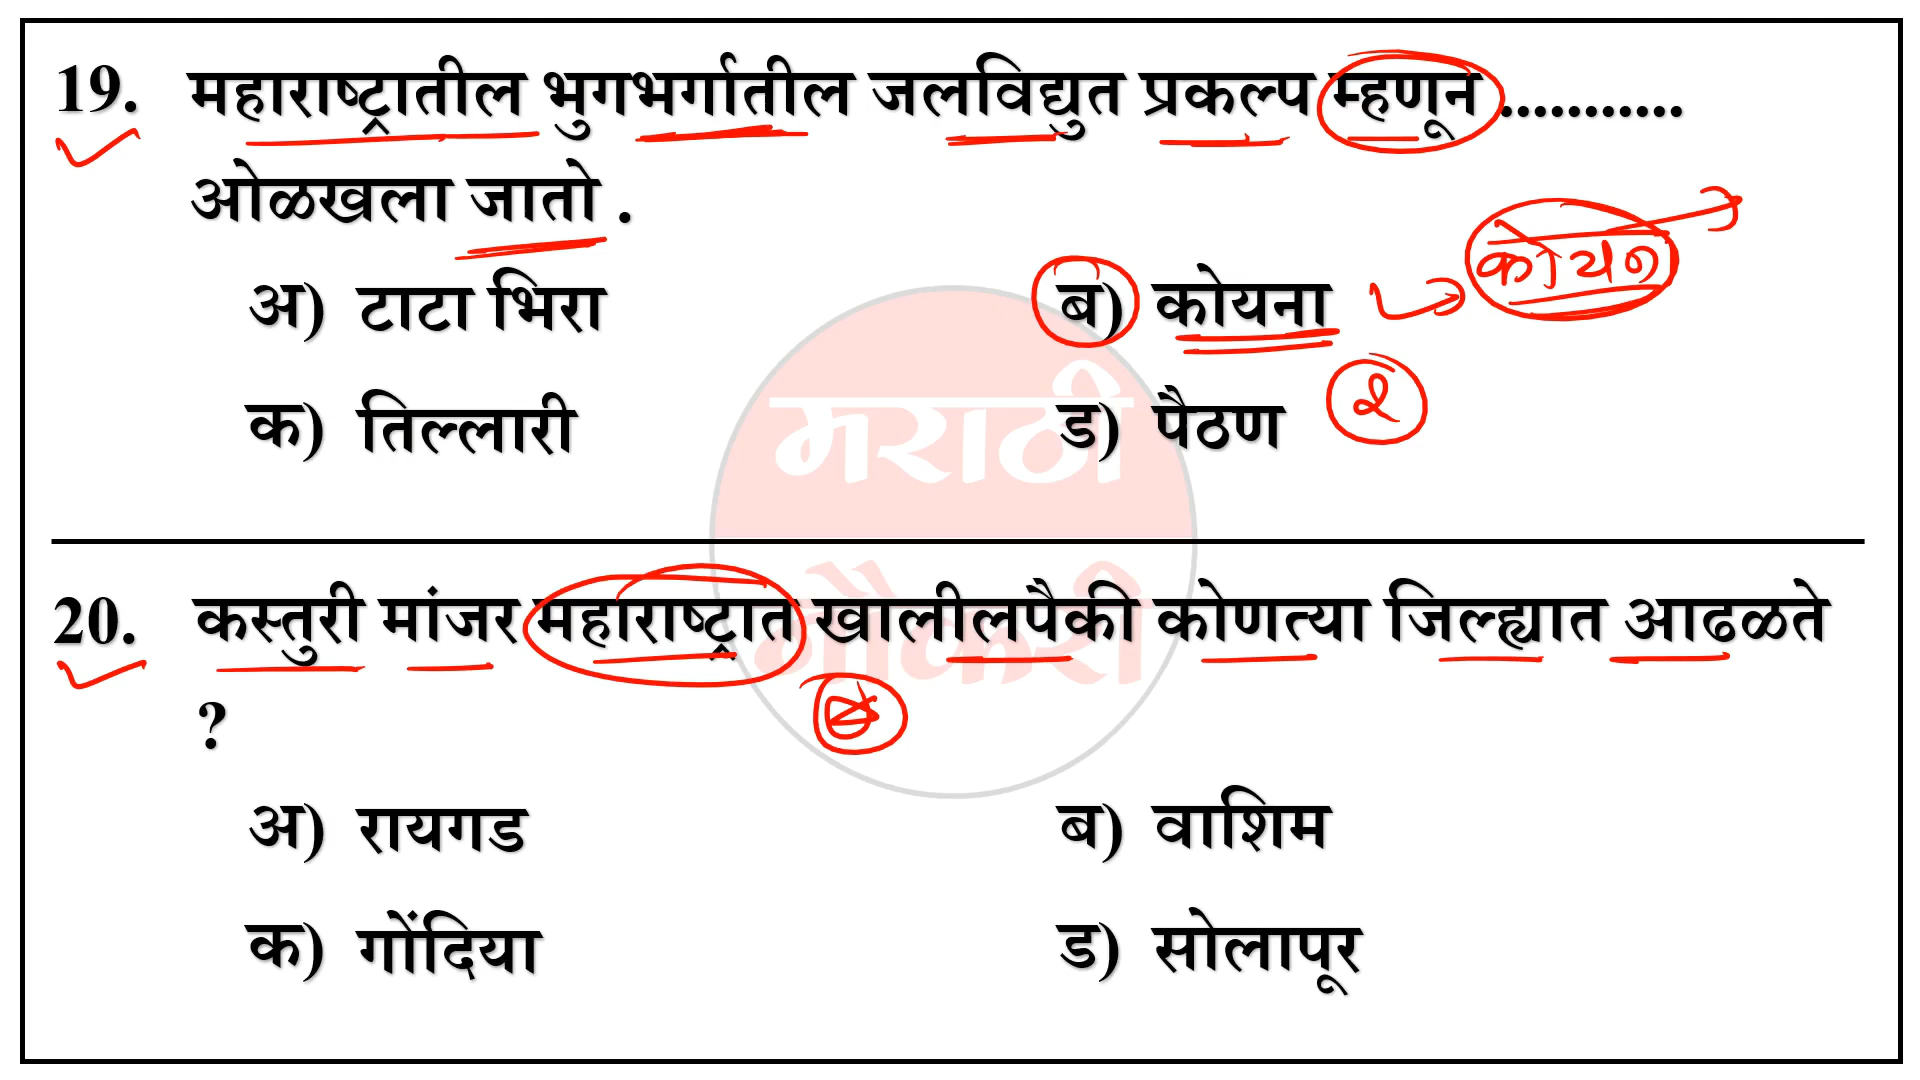 19. महाराष्ट्रातील भुगभर्गातील जलविद्युत प्रकल्प म्हणून ...........
ओळखला जातो .
कोयना
अ) टाटा भिरा ब) कोयना
२
क) तिल्लारी ड) पैठण
मराठी
नौकरी
20. कस्तुरी मांजर महाराष्ट्रात खालीलपैकी कोणत्या जिल्ह्यात आढळते
?
अ) रायगड ब) वाशिम
क) गोंदिया ड) सोलापूर